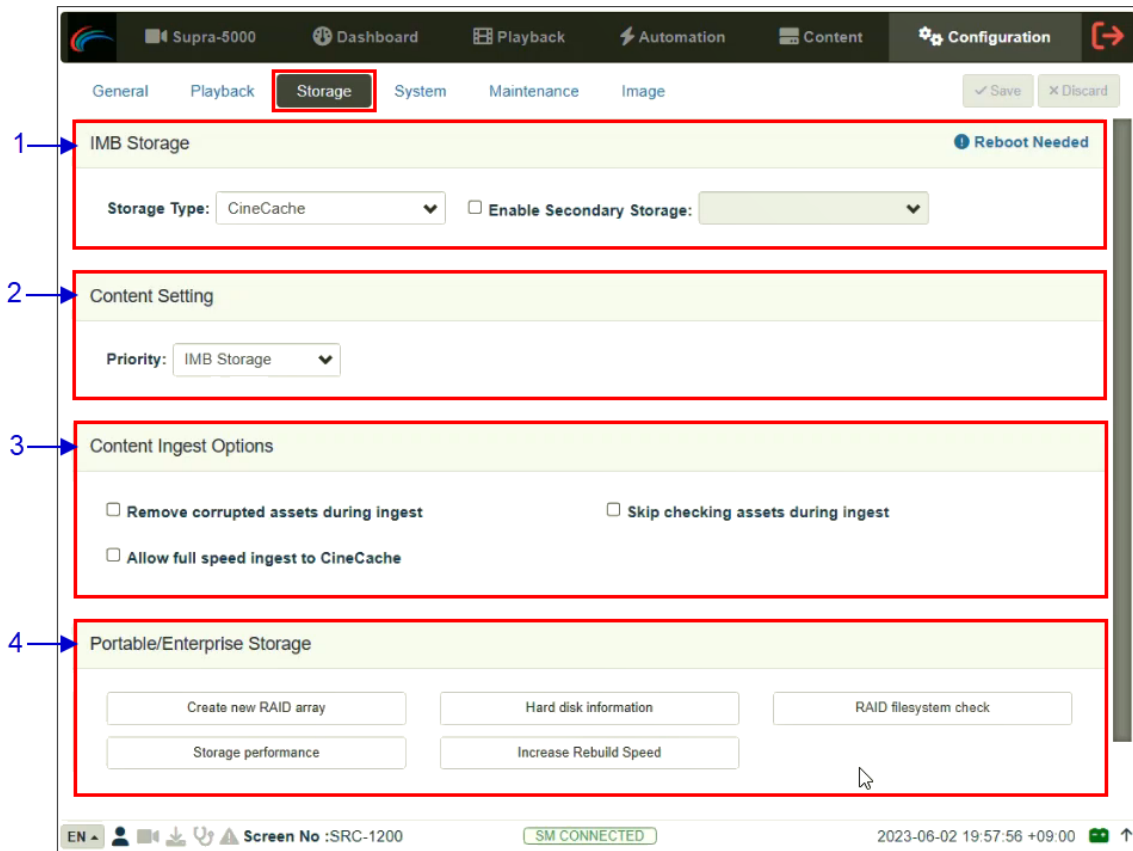 Supra-5000 Dashboard Playback Automation Content Configuration
General Playback Storage System Maintenance Image Save Discard
1
IMB Storage Reboot Needed
Storage Type: CineCache Enable Secondary Storage:
2
Content Setting
Priority: IMB Storage
3
Content Ingest Options
Remove corrupted assets during ingest Skip checking assets during ingest
Allow full speed ingest to CineCache
4
Portable/Enterprise Storage
Create new RAID array Hard disk information RAID filesystem check
Storage performance Increase Rebuild Speed
EN Screen No :SRC-1200 SM CONNECTED 2023-06-02 19:57:56 +09:00